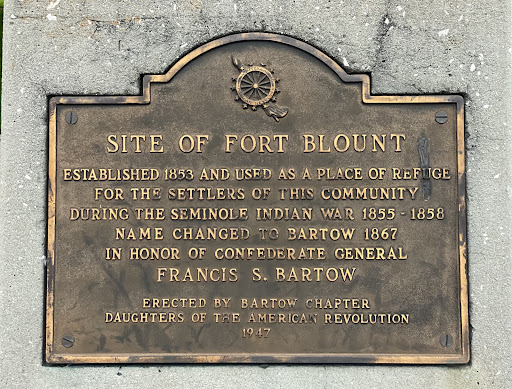 SITE OF FORT BLOUNT
ESTABLISHED 1853 AND USED AS A PLACE OF REFUGE
FOR THE SETTLERS OF THIS COMMUNITY
DURING THE SEMINOLE INDIAN WAR 1855 - 1858
NAME CHANGED TO BARTOW 1867
IN HONOR OF CONFEDERATE GENERAL
FRANCIS S. BARTOW
ERECTED BY BARTOW CHAPTER
DAUGHTERS OF THE AMERICAN REVOLUTION
1947